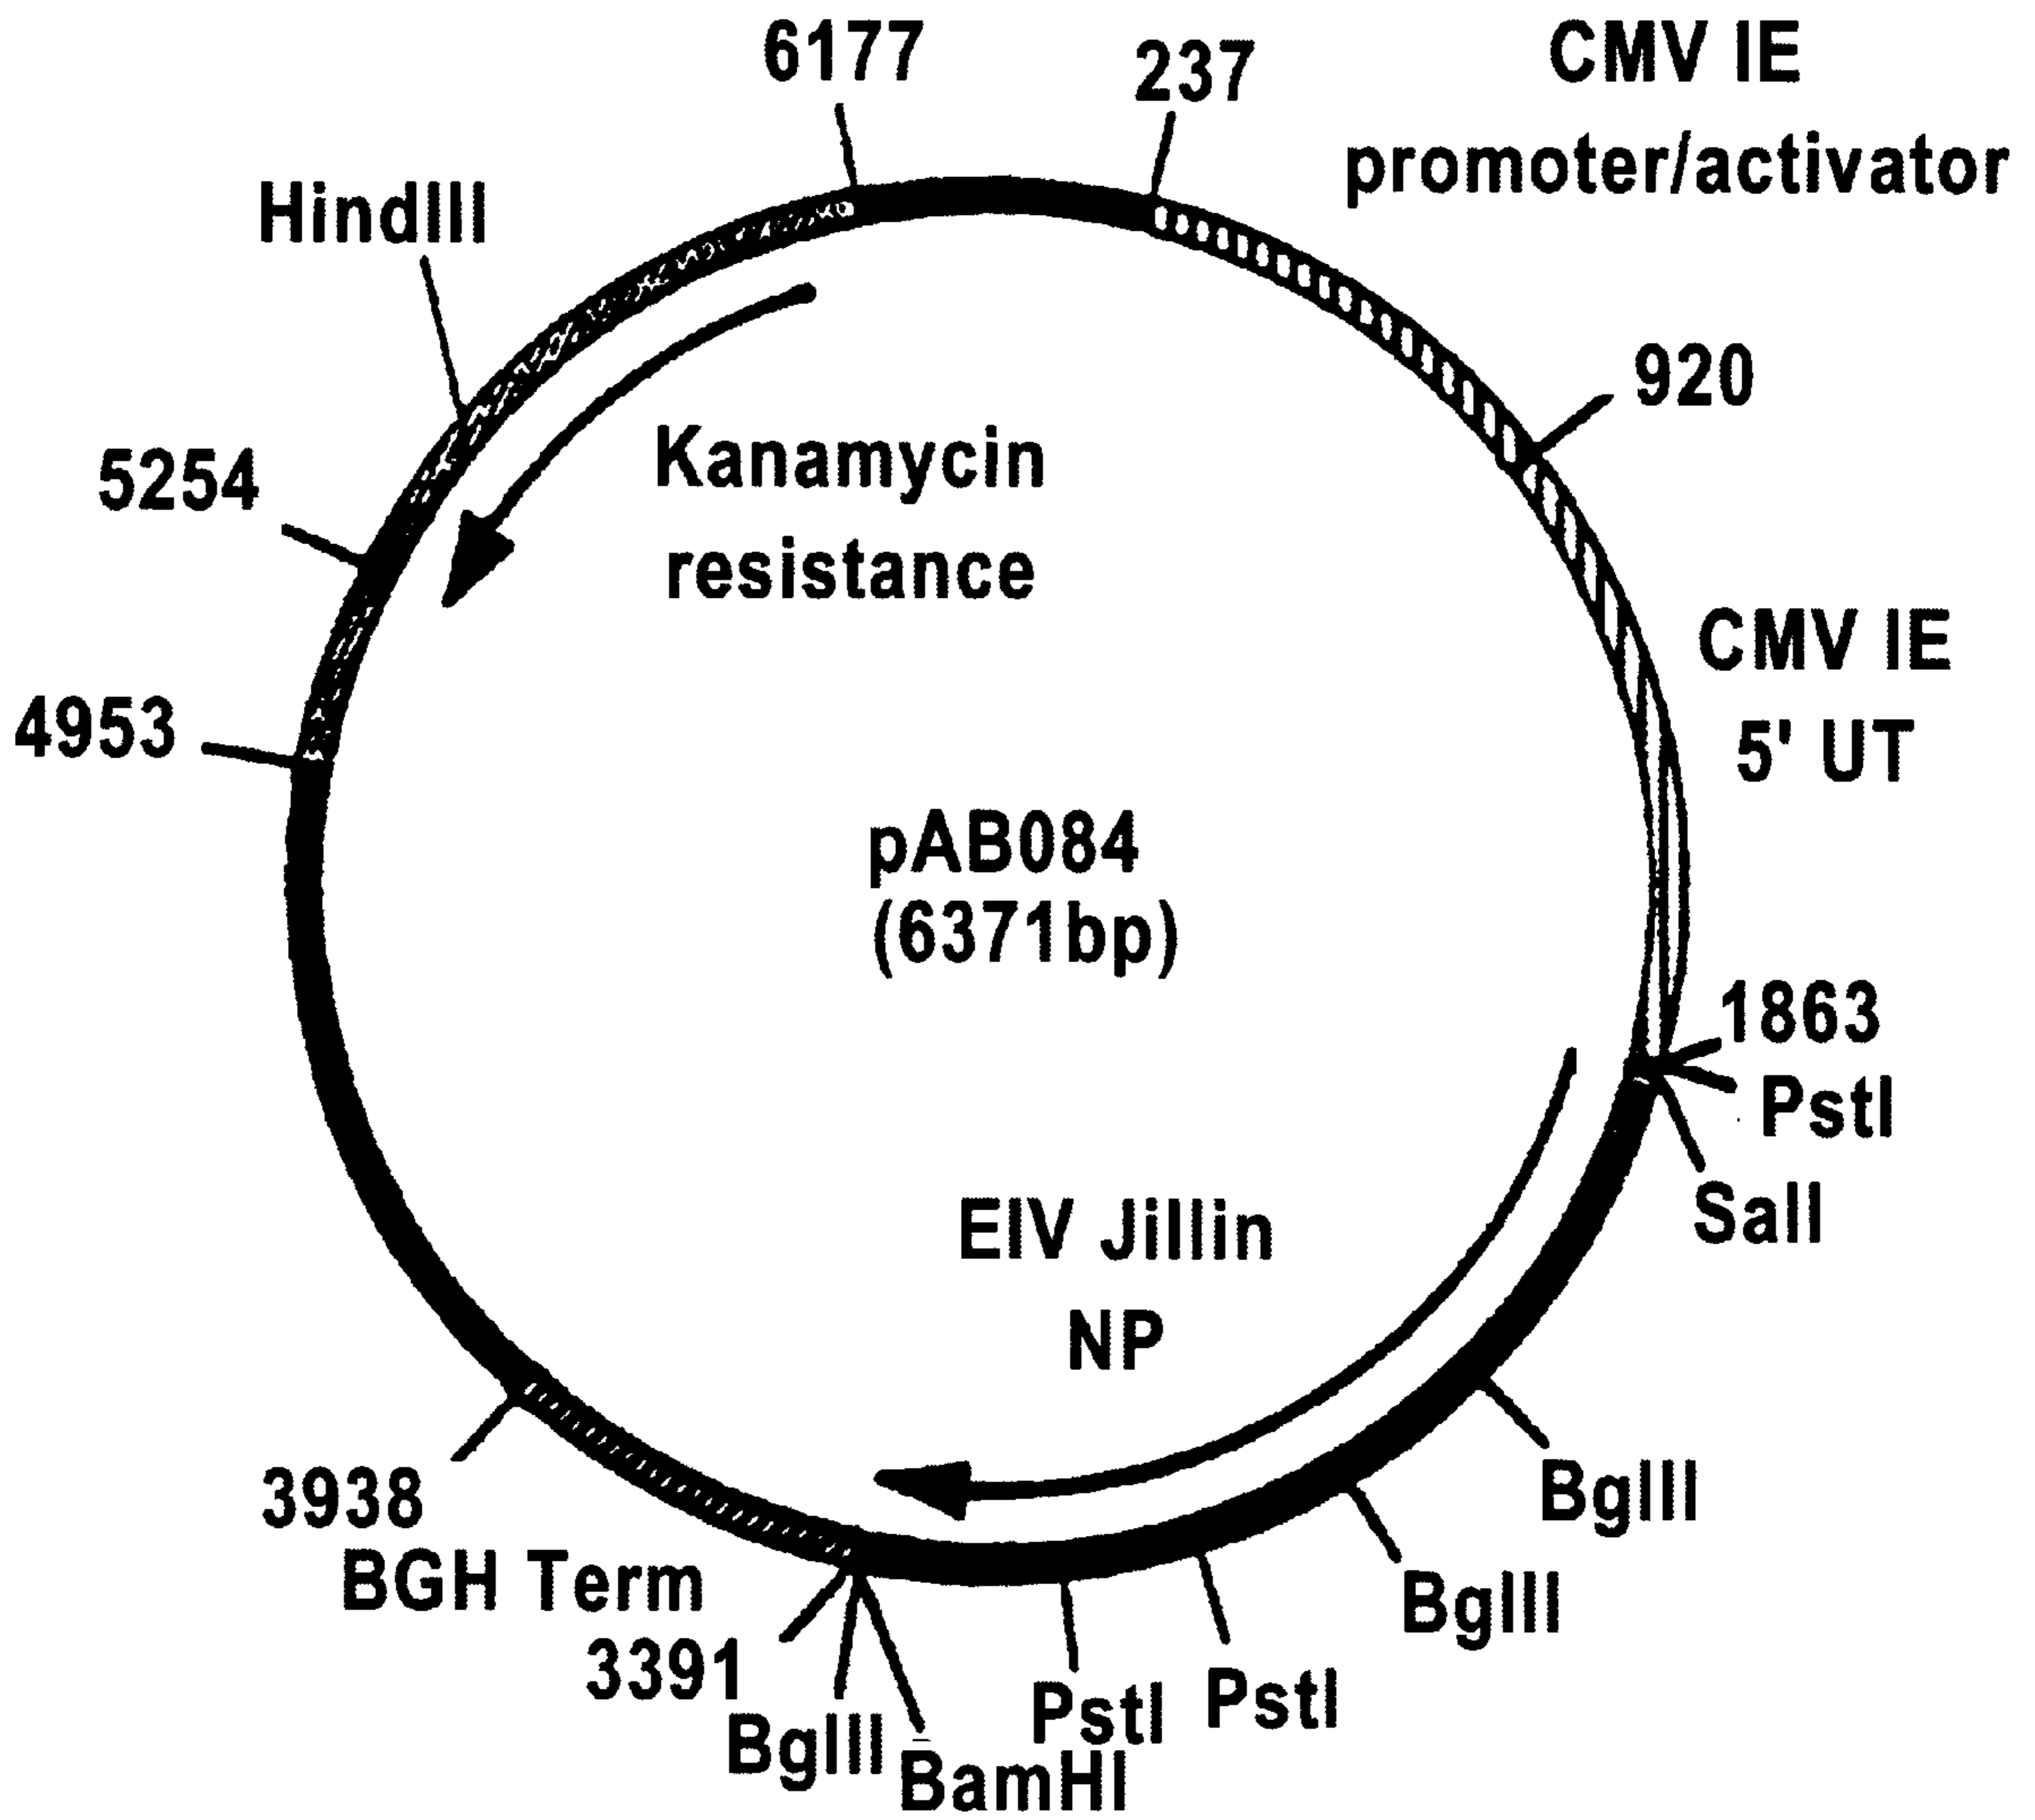 6177
237
CMV IE
promoter/activator
HindIII
920
Kanamycin
resistance
5254
CMV IE
5' UT
4953
pAB084
(6371bp)
1863
PstI
SalI
EIV Jillin
NP
BglII
BglII
PstI
PstI
3938
BGH Term
3391
BglII
BamHI